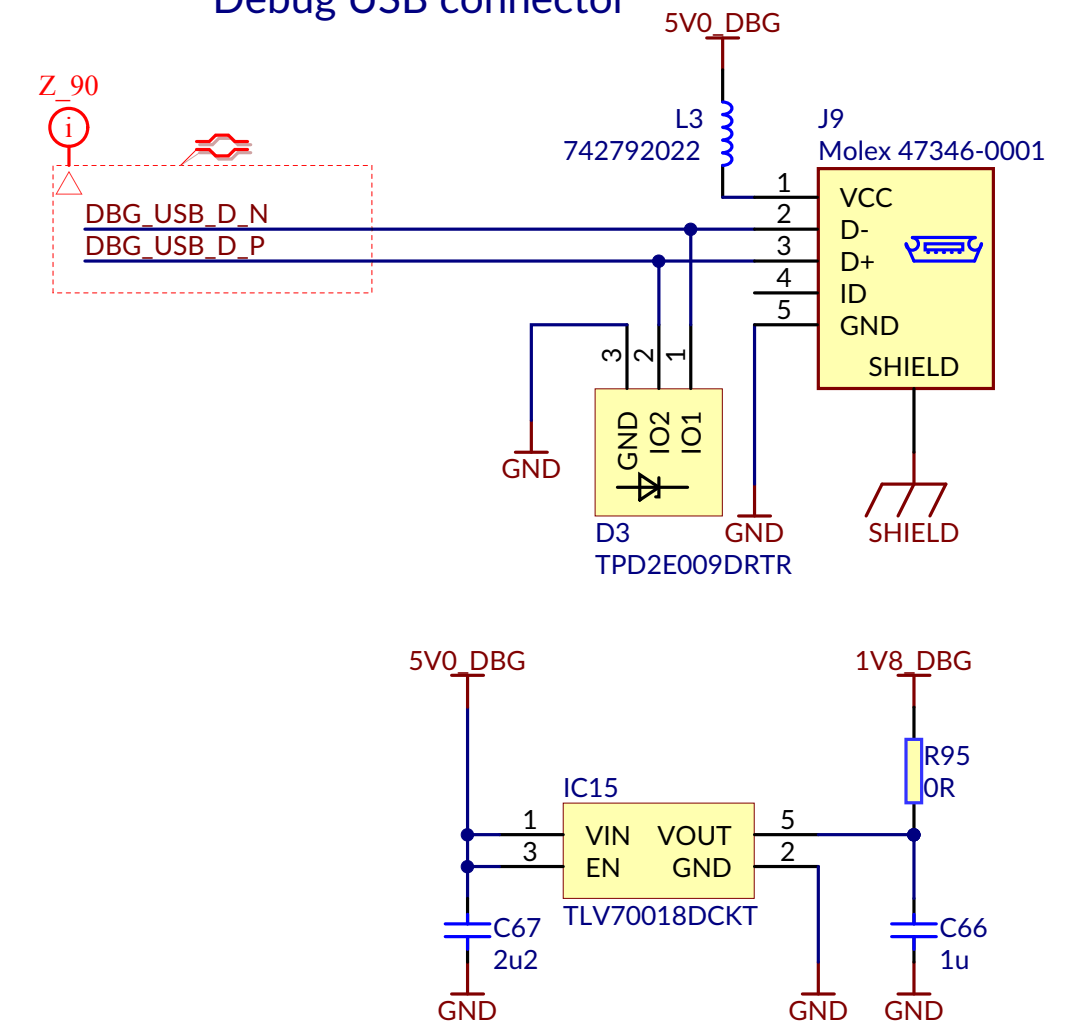 Debug USB connector
5V0_DBG
Z_90
i
L3
742792022
J9
Molex 47346-0001
1
VCC
DBG_USB_D_N
2
D-
DBG_USB_D_P
3
D+
4
ID
5
GND
SHIELD
3
2
1
GND
IO2
IO1
GND
GND
SHIELD
D3
TPD2E009DRTR
5V0_DBG
1V8_DBG
R95
0R
IC15
1
VIN
VOUT
5
3
EN
GND
2
TLV70018DCKT
C67
2u2
C66
1u
GND
GND
GND